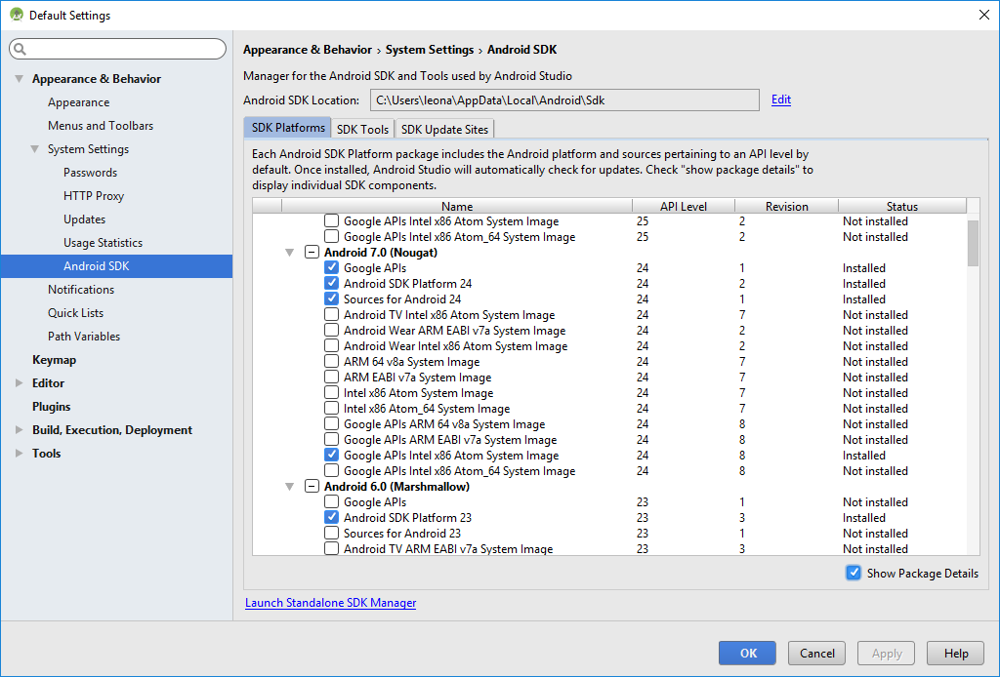 Default Settings
Appearance & Behavior
Appearance
Menus and Toolbars
System Settings
Passwords
HTTP Proxy
Updates
Usage Statistics
Android SDK
Notifications
Quick Lists
Path Variables
Keymap
Editor
Plugins
Build, Execution, Deployment
Tools
Appearance & Behavior › System Settings › Android SDK
Manager for the Android SDK and Tools used by Android Studio
Android SDK Location: C:\Users\leona\AppData\Local\Android\Sdk Edit
SDK Platforms SDK Tools SDK Update Sites
Each Android SDK Platform package includes the Android platform and sources pertaining to an API level by
default. Once installed, Android Studio will automatically check for updates. Check "show package details" to
display individual SDK components.
Name API Level Revision Status
Google APIs Intel x86 Atom System Image 25 2 Not installed
Google APIs Intel x86 Atom_64 System Image 25 2 Not installed
Android 7.0 (Nougat)
Google APIs 24 1 Installed
Android SDK Platform 24 24 2 Installed
Sources for Android 24 24 1 Installed
Android TV Intel x86 Atom System Image 24 7 Not installed
Android Wear ARM EABI v7a System Image 24 2 Not installed
Android Wear Intel x86 Atom System Image 24 2 Not installed
ARM 64 v8a System Image 24 7 Not installed
ARM EABI v7a System Image 24 7 Not installed
Intel x86 Atom System Image 24 7 Not installed
Intel x86 Atom_64 System Image 24 7 Not installed
Google APIs ARM 64 v8a System Image 24 8 Not installed
Google APIs ARM EABI v7a System Image 24 8 Not installed
Google APIs Intel x86 Atom System Image 24 8 Installed
Google APIs Intel x86 Atom_64 System Image 24 8 Not installed
Android 6.0 (Marshmallow)
Google APIs 23 1 Not installed
Android SDK Platform 23 23 3 Installed
Sources for Android 23 23 1 Not installed
Android TV ARM EABI v7a System Image 23 3 Not installed
Show Package Details
Launch Standalone SDK Manager
OK Cancel Apply Help